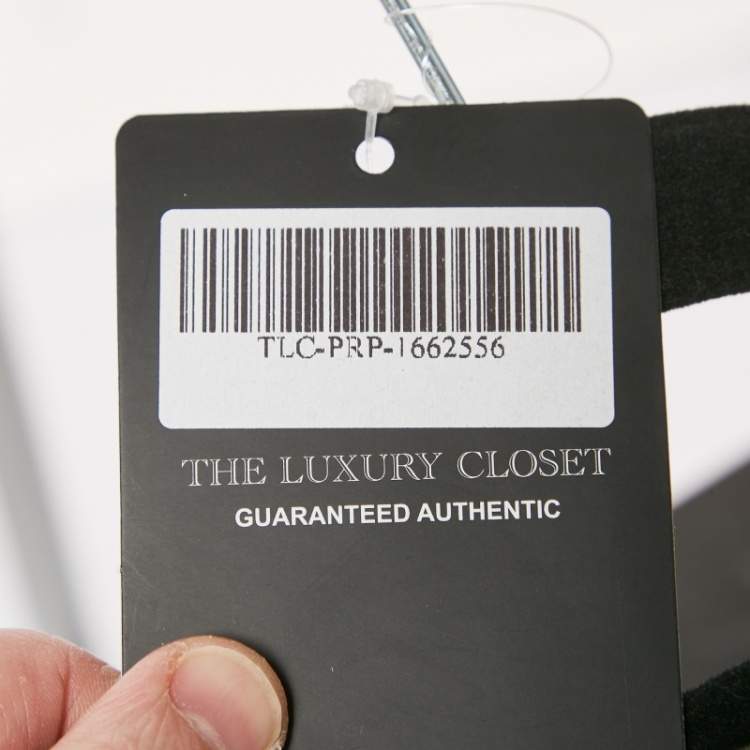 TLC-PRP-1662556
THE LUXURY CLOSET
GUARANTEED AUTHENTIC